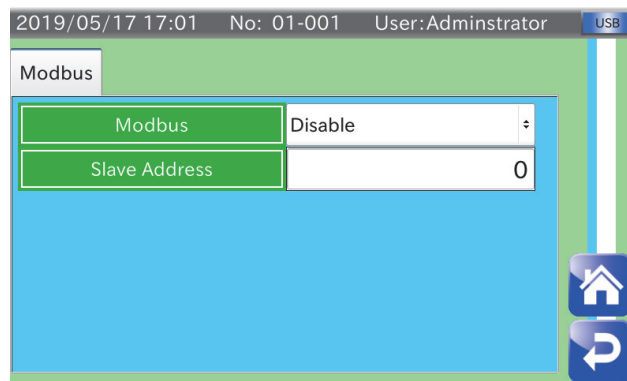 2019/05/17 17:01 No: 01-001 User:Adminstrator USB
Modbus
Modbus Disable
Slave Address 0